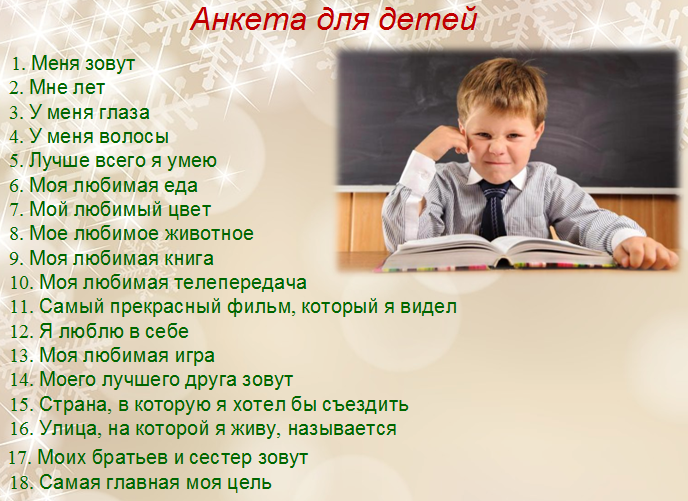 Анкета для детей
1. Меня зовут
2. Мне лет
3. У меня глаза
4. У меня волосы
5. Лучше всего я умею
6. Моя любимая еда
7. Мой любимый цвет
8. Мое любимое животное
9. Моя любимая книга
10. Моя любимая телепередача
11. Самый прекрасный фильм, который я видел
12. Я люблю в себе
13. Моя любимая игра
14. Моего лучшего друга зовут
15. Страна, в которую я хотел бы съездить
16. Улица, на которой я живу, называется
17. Моих братьев и сестер зовут
18. Самая главная моя цель